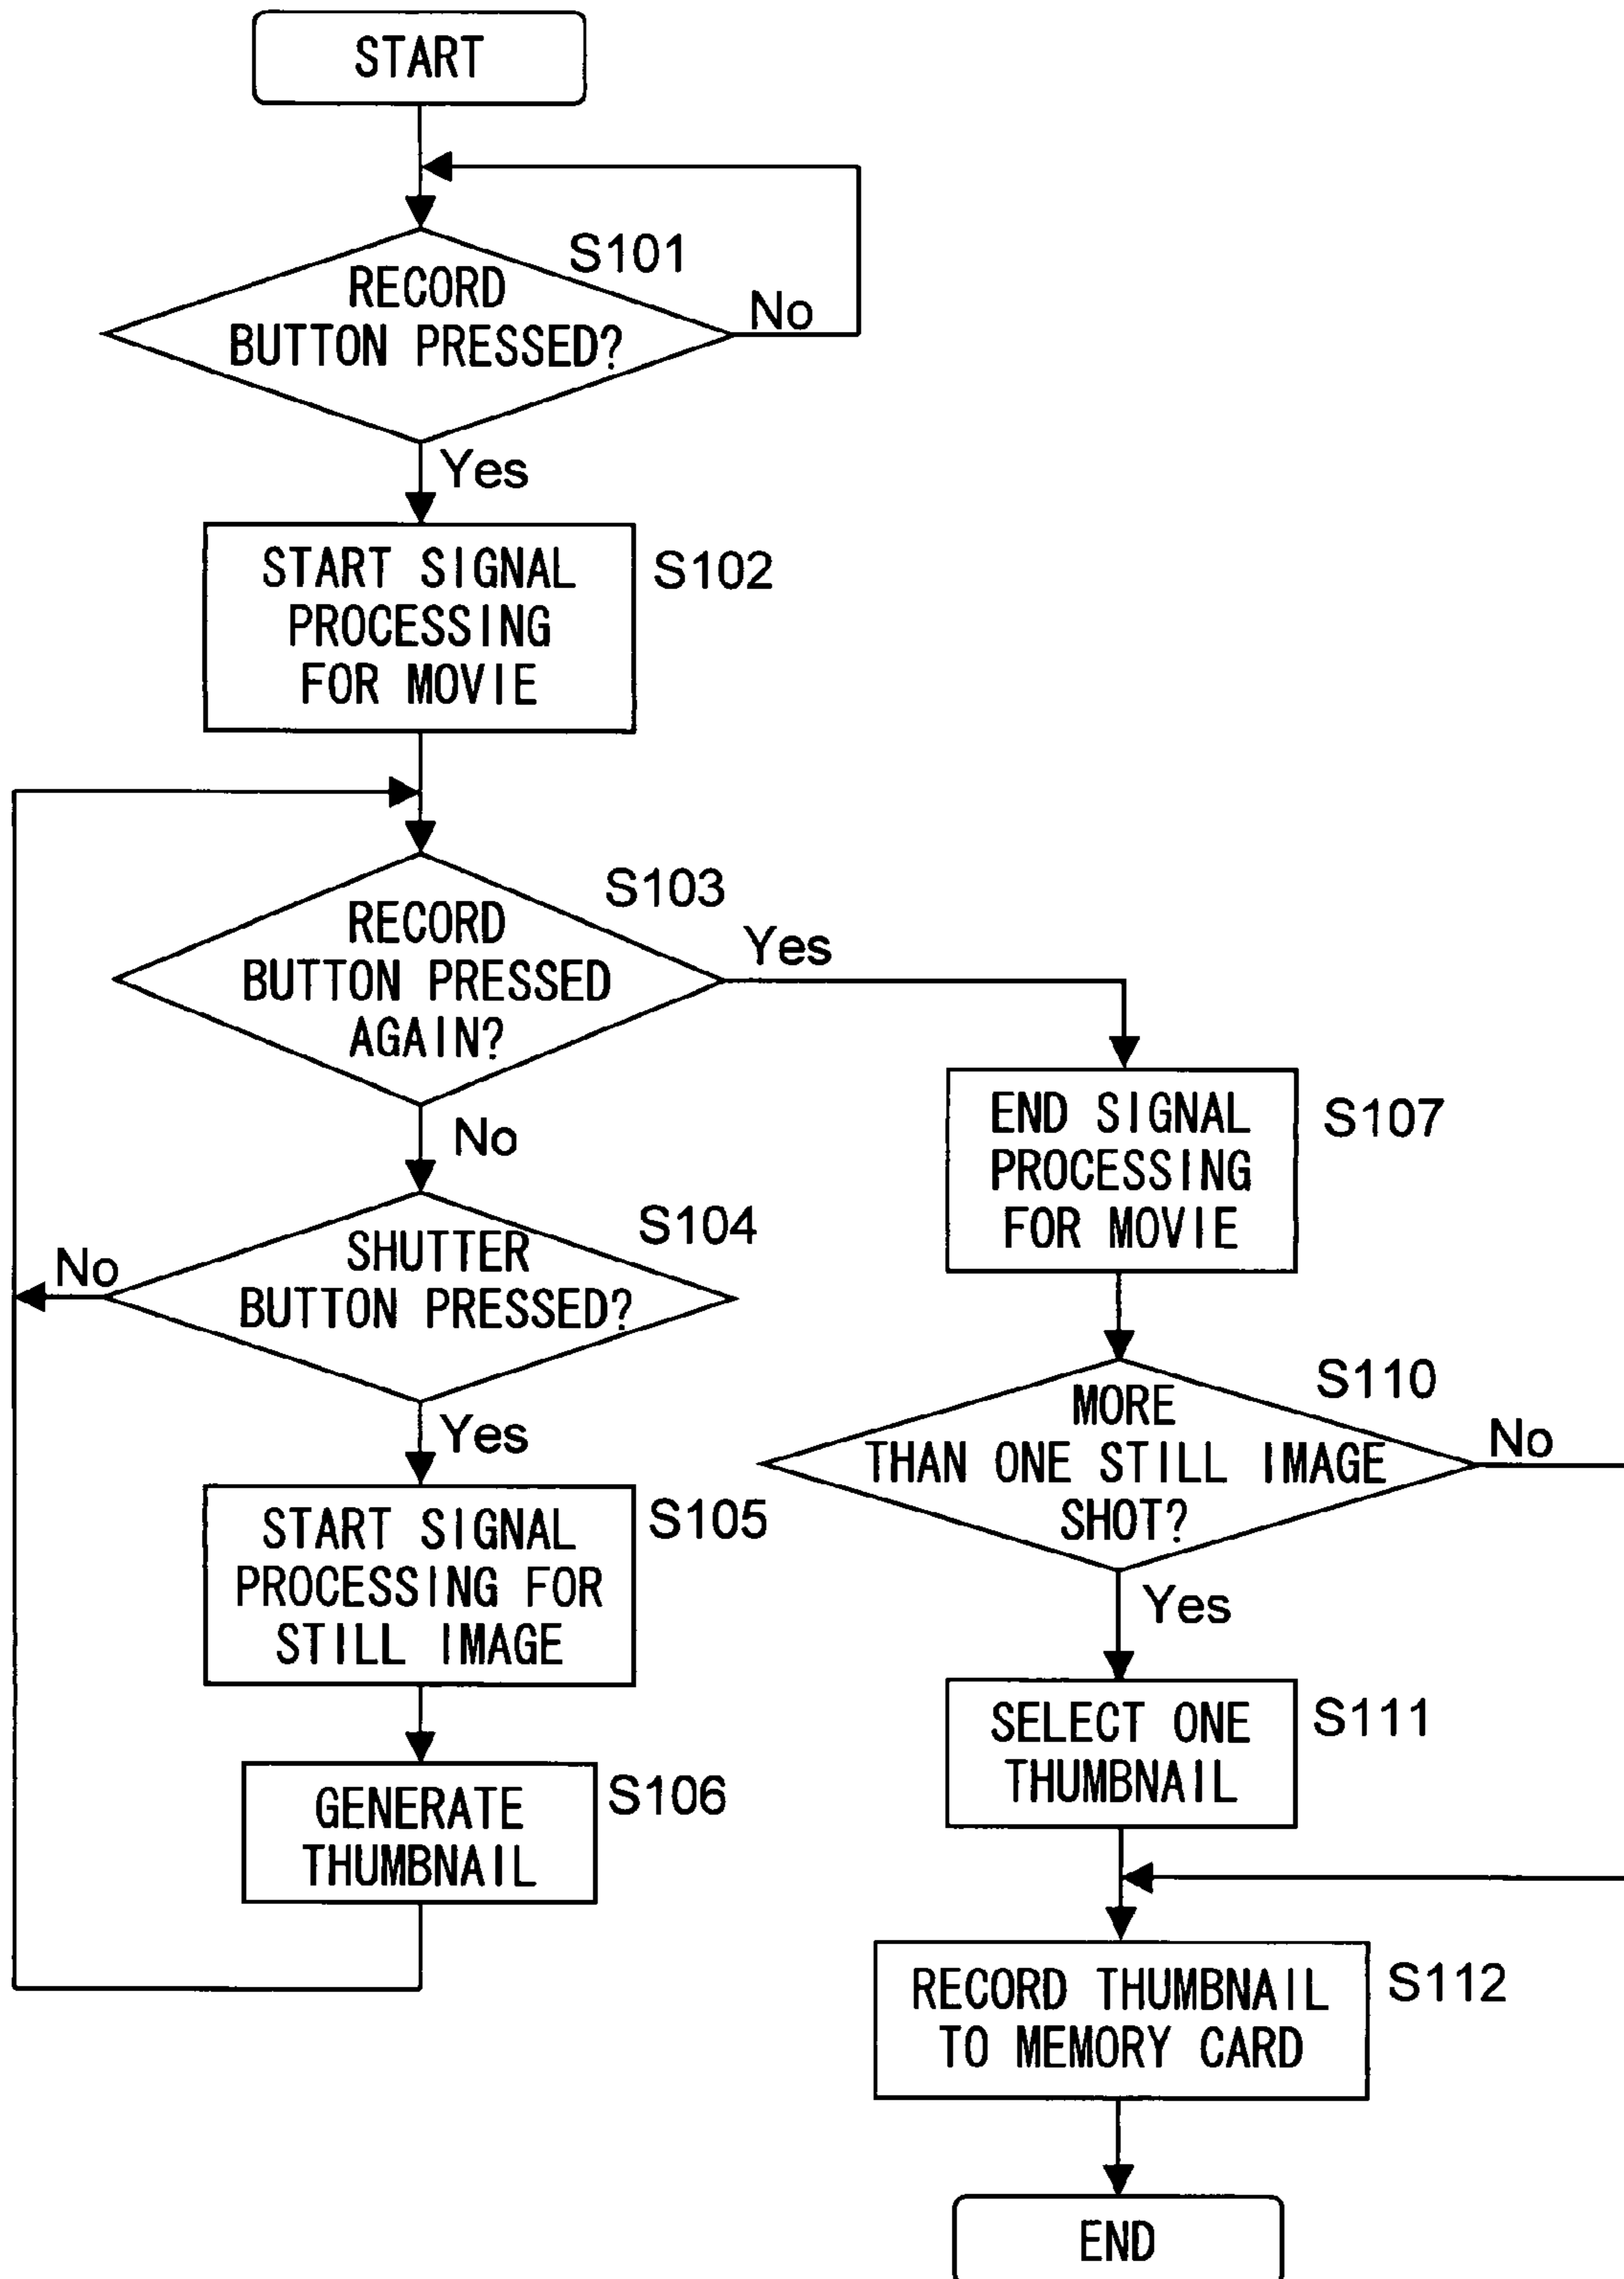 START
S101
RECORD
BUTTON PRESSED?
No
Yes
START SIGNAL
PROCESSING
FOR MOVIE
S102
S103
RECORD
BUTTON PRESSED
AGAIN?
Yes
No
S104
SHUTTER
BUTTON PRESSED?
No
Yes
START SIGNAL
PROCESSING FOR
STILL IMAGE
S105
GENERATE
THUMBNAIL
S106
END SIGNAL
PROCESSING
FOR MOVIE
S107
S110
MORE
THAN ONE STILL IMAGE
SHOT?
No
Yes
SELECT ONE
THUMBNAIL
S111
RECORD THUMBNAIL
TO MEMORY CARD
S112
END